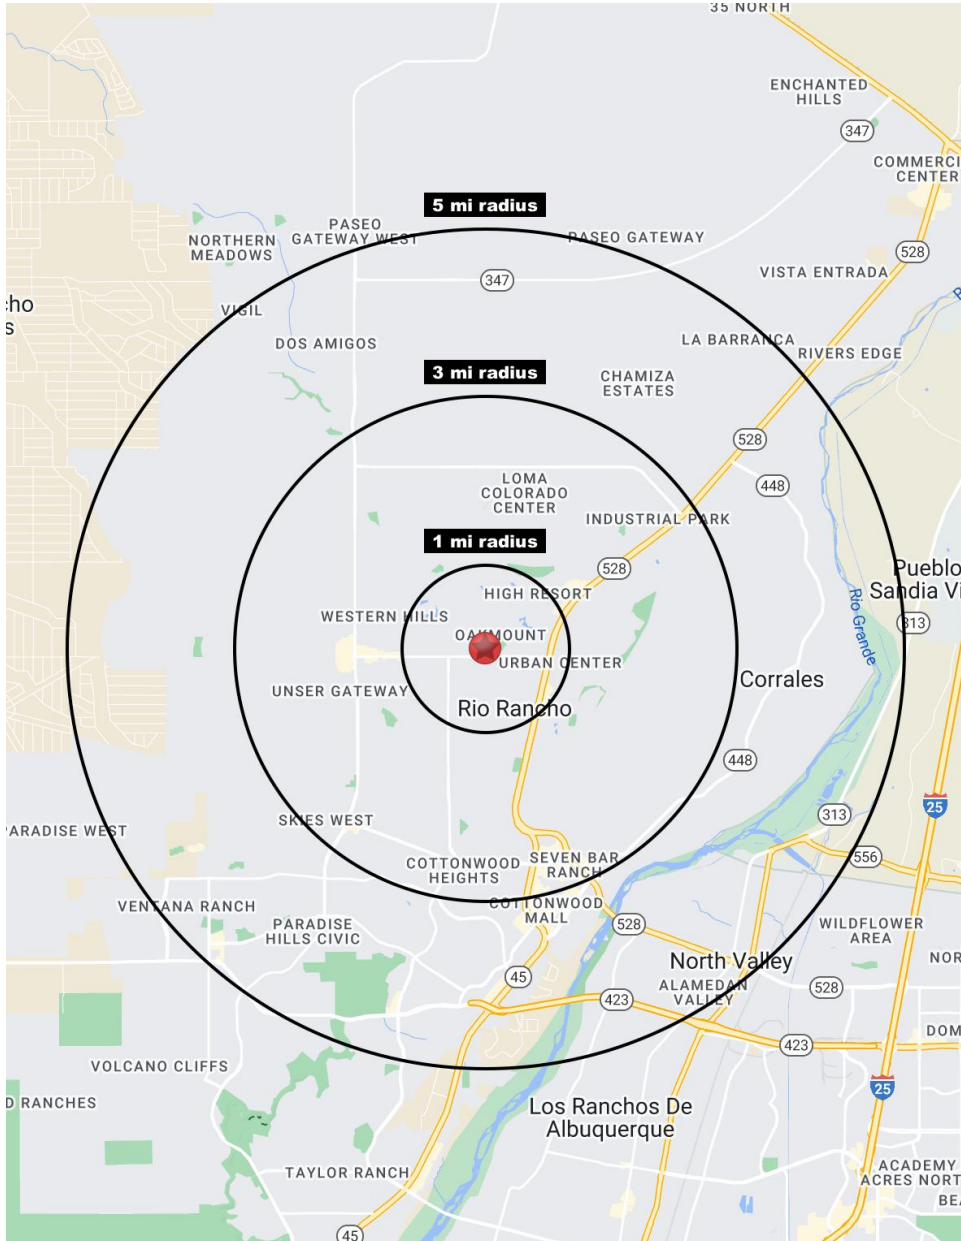 35 NORTH
ENCHANTED
HILLS
347
COMMERCI
CENTER
5 mi radius
PASEO
GATEWAY WEST
NORTHERN
MEADOWS
PASEO GATEWAY
528
347
VISTA ENTRADA
cho
s
VIGIL
DOS AMIGOS
LA BARRANCA
RIVERS EDGE
3 mi radius
CHAMIZA
ESTATES
528
448
LOMA
COLORADO
CENTER
INDUSTRIAL PARK
1 mi radius
528
Pueblo
Sandia Vi
HIGH RESORT
Rio Grande
WESTERN HILLS
313
OAKMOUNT
URBAN CENTER
UNSER GATEWAY
Corrales
Rio Rancho
448
25
313
SKIES WEST
PARADISE WEST
COTTONWOOD
HEIGHTS
SEVEN BAR
RANCH
556
VENTANA RANCH
COTTONWOOD
MALL
PARADISE
HILLS CIVIC
528
WILDFLOWER
AREA
North Valley
NOR
45
ALAMEDAN
VALLEY
528
423
DOM
423
VOLCANO CLIFFS
25
D RANCHES
Los Ranchos De
Albuquerque
TAYLOR RANCH
ACADEMY
ACRES NORT
BEA
45